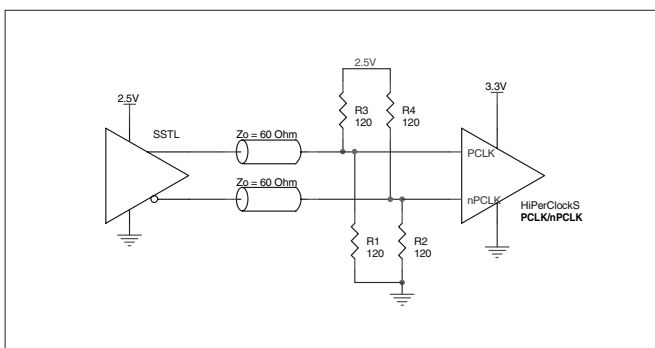 2.5V
3.3V
2.5V
R3
120
R4
120
SSTL
Zo = 60 Ohm
PCLK
Zo = 60 Ohm
nPCLK
HiPerClockS
PCLK/nPCLK
R1
120
R2
120